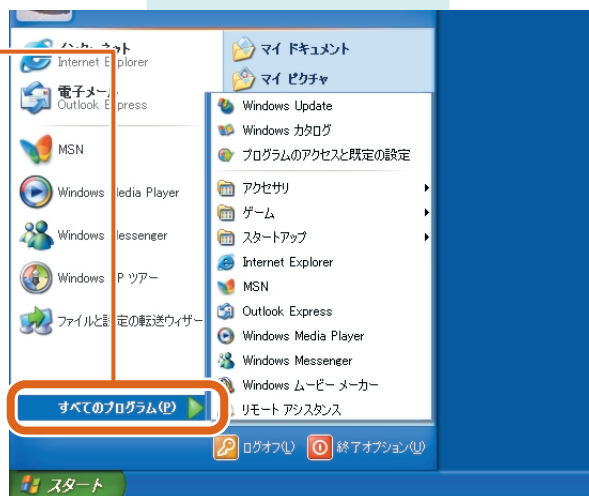 インターネット
Internet Explorer
電子メール
Outlook Express
MSN
Windows Media Player
Windows Messenger
Windows XP ツアー
ファイルと設定の転送ウィザー
すべてのプログラム(P)
マイ ドキュメント
マイ ピクチャ
Windows Update
Windows カタログ
プログラムのアクセスと既定の設定
アクセサリ
ゲーム
スタートアップ
Internet Explorer
MSN
Outlook Express
Windows Media Player
Windows Messenger
Windows ムービー メーカー
リモート アシスタンス
ログオフ(L)
終了オプション(U)
スタート